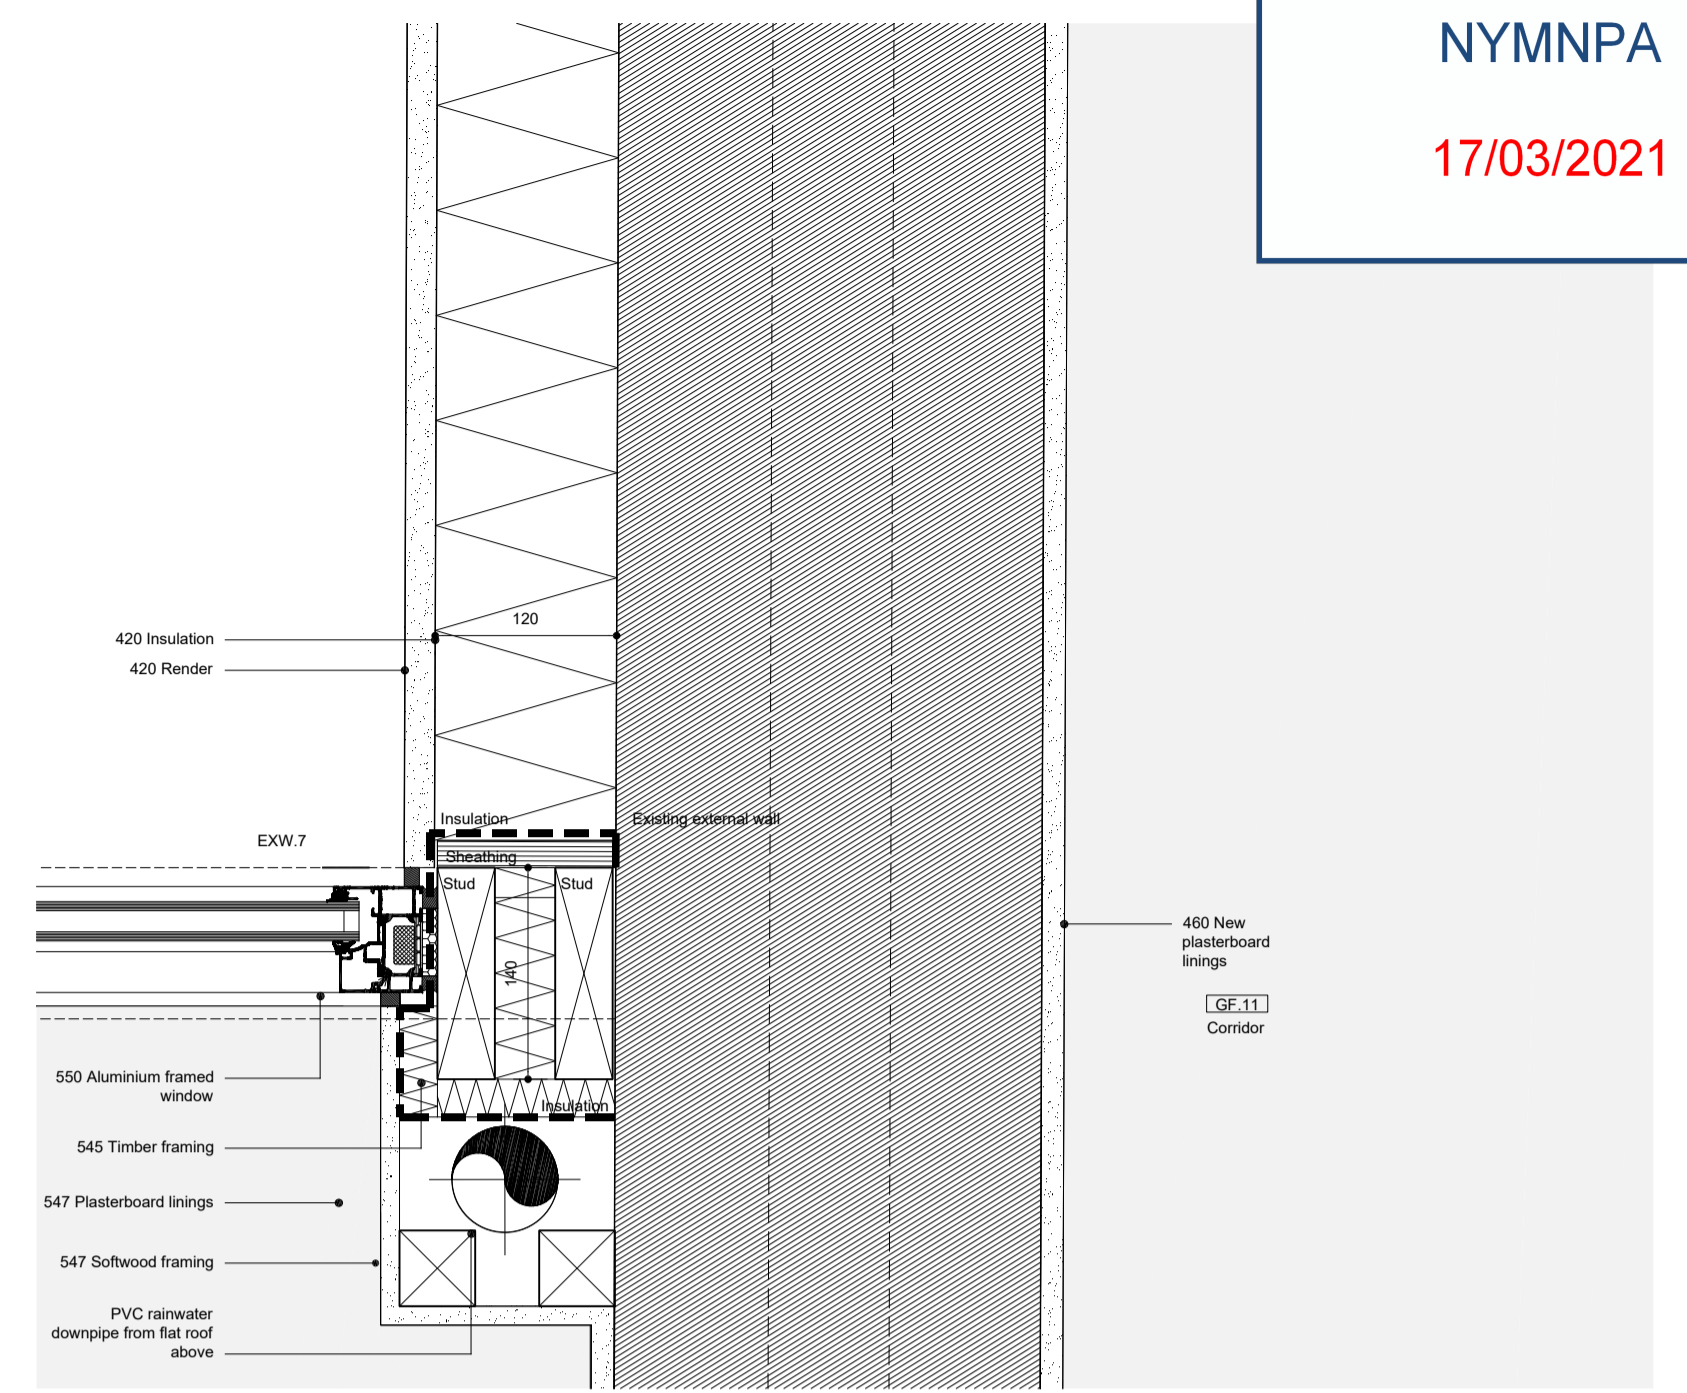 NYMNPA
17/03/2021
120
420 Insulation
420 Render
Insulation
Existing external wall
EXW.7
Sheathing
Stud
Stud
140
460 New
plasterboard
linings
GF.11
Corridor
550 Aluminium framed
window
Insulation
545 Timber framing
547 Plasterboard linings
547 Softwood framing
PVC rainwater
downpipe from flat roof
above